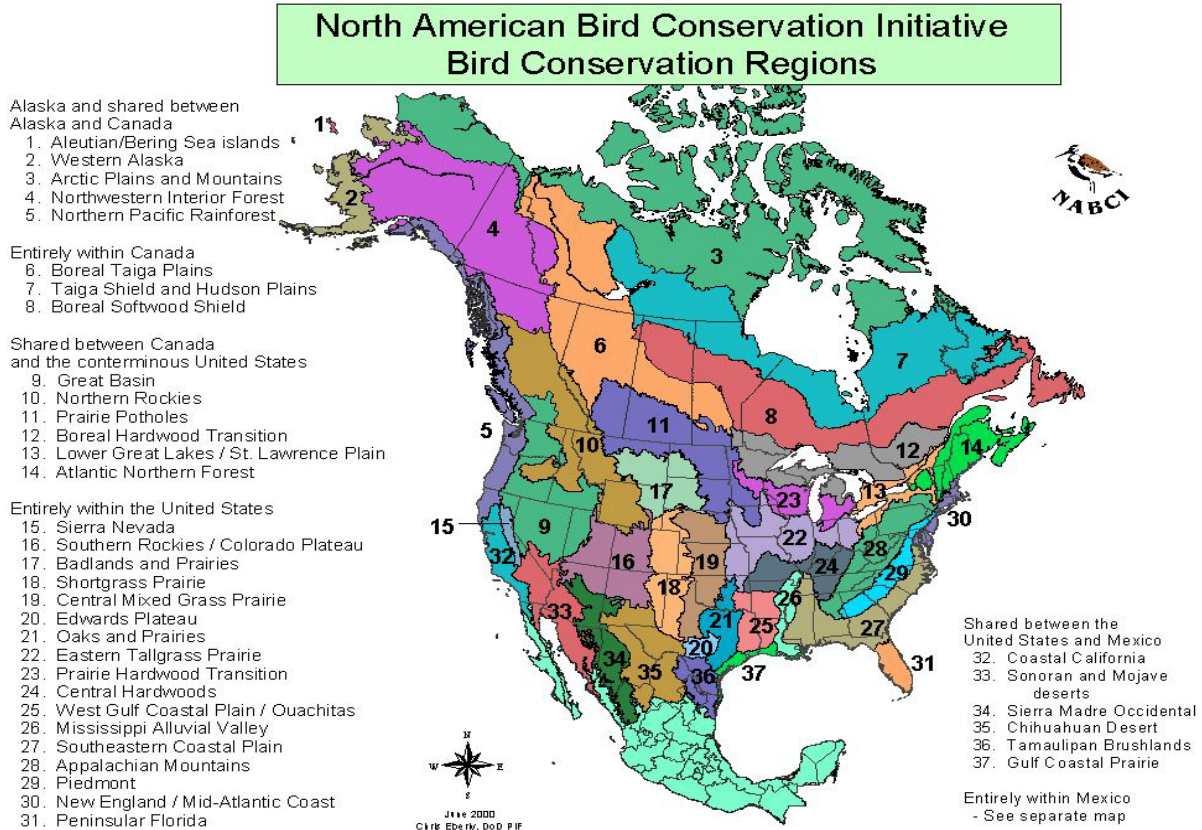 North American Bird Conservation Initiative
Bird Conservation Regions
Alaska and shared between
Alaska and Canada
1. Aleutian/Bering Sea islands
2. Western Alaska
3. Arctic Plains and Mountains
4. Northwestern Interior Forest
5. Northern Pacific Rainforest
Entirely within Canada
6. Boreal Taiga Plains
7. Taiga Shield and Hudson Plains
8. Boreal Softwood Shield
Shared between Canada
and the conterminous United States
9. Great Basin
10. Northern Rockies
11. Prairie Potholes
12. Boreal Hardwood Transition
13. Lower Great Lakes / St. Lawrence Plain
14. Atlantic Northern Forest
Entirely within the United States
15. Sierra Nevada
16. Southern Rockies / Colorado Plateau
17. Badlands and Prairies
18. Shortgrass Prairie
19. Central Mixed Grass Prairie
20. Edwards Plateau
21. Oaks and Prairies
22. Eastern Tallgrass Prairie
23. Prairie Hardwood Transition
24. Central Hardwoods
25. West Gulf Coastal Plain / Ouachitas
26. Mississippi Alluvial Valley
27. Southeastern Coastal Plain
28. Appalachian Mountains
29. Piedmont
30. New England / Mid-Atlantic Coast
31. Peninsular Florida
1
2
4
3
6
7
8
5
10
11
12
14
13
17
23
30
15
9
22
32
16
19
24
28
29
18
26
33
21
25
27
20
34
35
36
37
31
NABCI
N
W
E
S
June 2000
Chris Eberly, DoD PIF
Shared between the
United States and Mexico
32. Coastal California
33. Sonoran and Mojave
deserts
34. Sierra Madre Occidental
35. Chihuahuan Desert
36. Tamaulipan Brushlands
37. Gulf Coastal Prairie
Entirely within Mexico
- See separate map